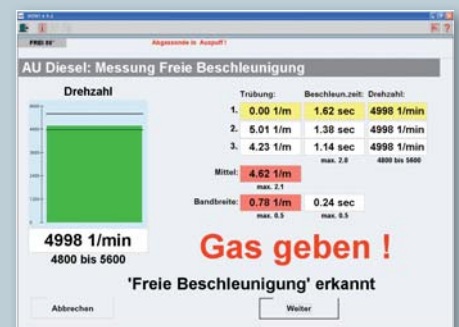 FREI 80°
Abgassonde in Auspuff !
AU Diesel: Messung Freie Beschleunigung
Drehzahl
Trübung: Beschleun.zeit: Drehzahl:
1. 0.00 1/m 1.62 sec 4998 1/min
2. 5.01 1/m 1.38 sec 4998 1/min
3. 4.23 1/m 1.14 sec 4998 1/min
max. 2.0 4800 bis 5600
Mittel: 4.62 1/m
max. 2.1
Bandbreite: 0.78 1/m 0.24 sec
max. 0.5 max. 0.5
4998 1/min
4800 bis 5600
Gas geben !
'Freie Beschleunigung' erkannt
Abbrechen Weiter